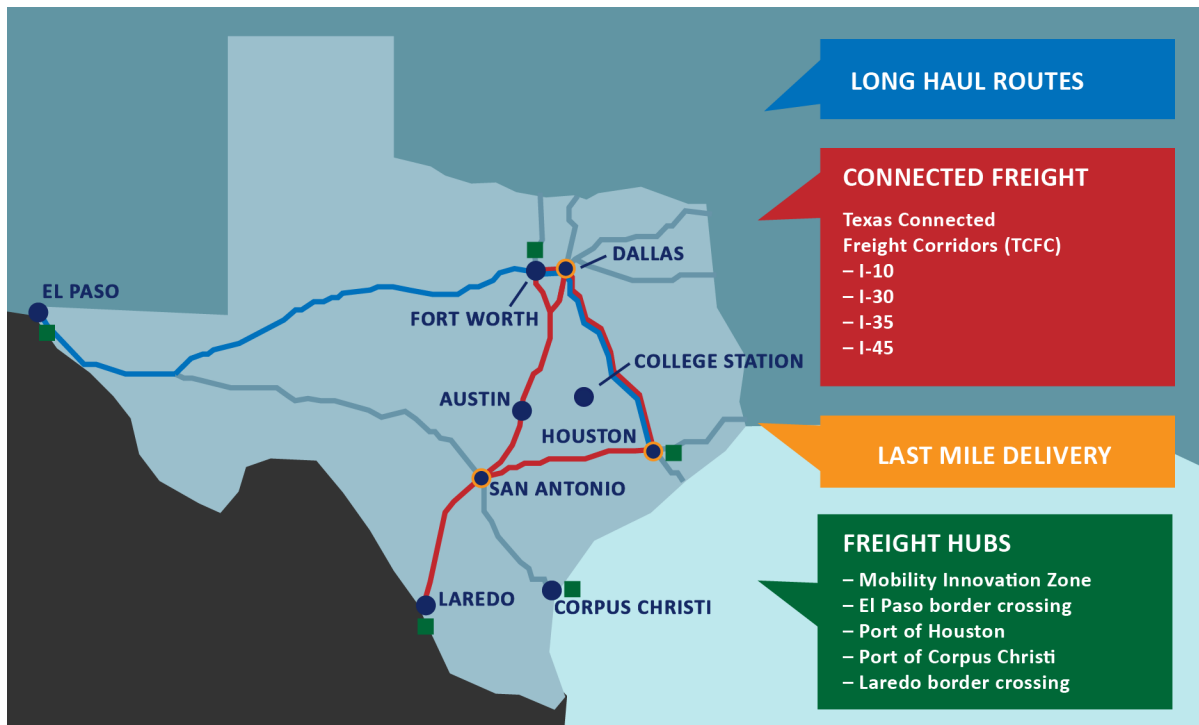 LONG HAUL ROUTES
CONNECTED FREIGHT
Texas Connected
Freight Corridors (TCFC)
– I-10
– I-30
– I-35
– I-45
LAST MILE DELIVERY
FREIGHT HUBS
– Mobility Innovation Zone
– El Paso border crossing
– Port of Houston
– Port of Corpus Christi
– Laredo border crossing
DALLAS
EL PASO
FORT WORTH
COLLEGE STATION
AUSTIN
HOUSTON
SAN ANTONIO
LAREDO
CORPUS CHRISTI